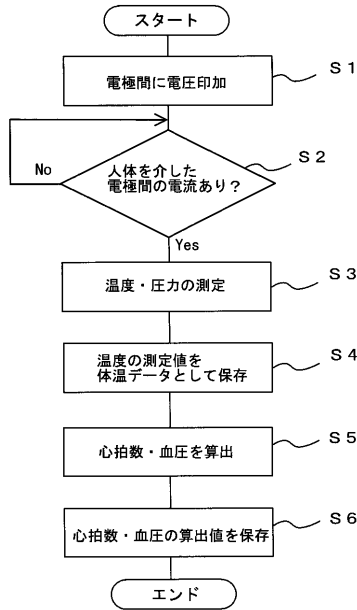 スタート
電極間に電圧印加
S1
人体を介した
電極間の電流あり？
S2
No
Yes
温度・圧力の測定
S3
温度の測定値を
体温データとして保存
S4
心拍数・血圧を算出
S5
心拍数・血圧の算出値を保存
S6
エンド